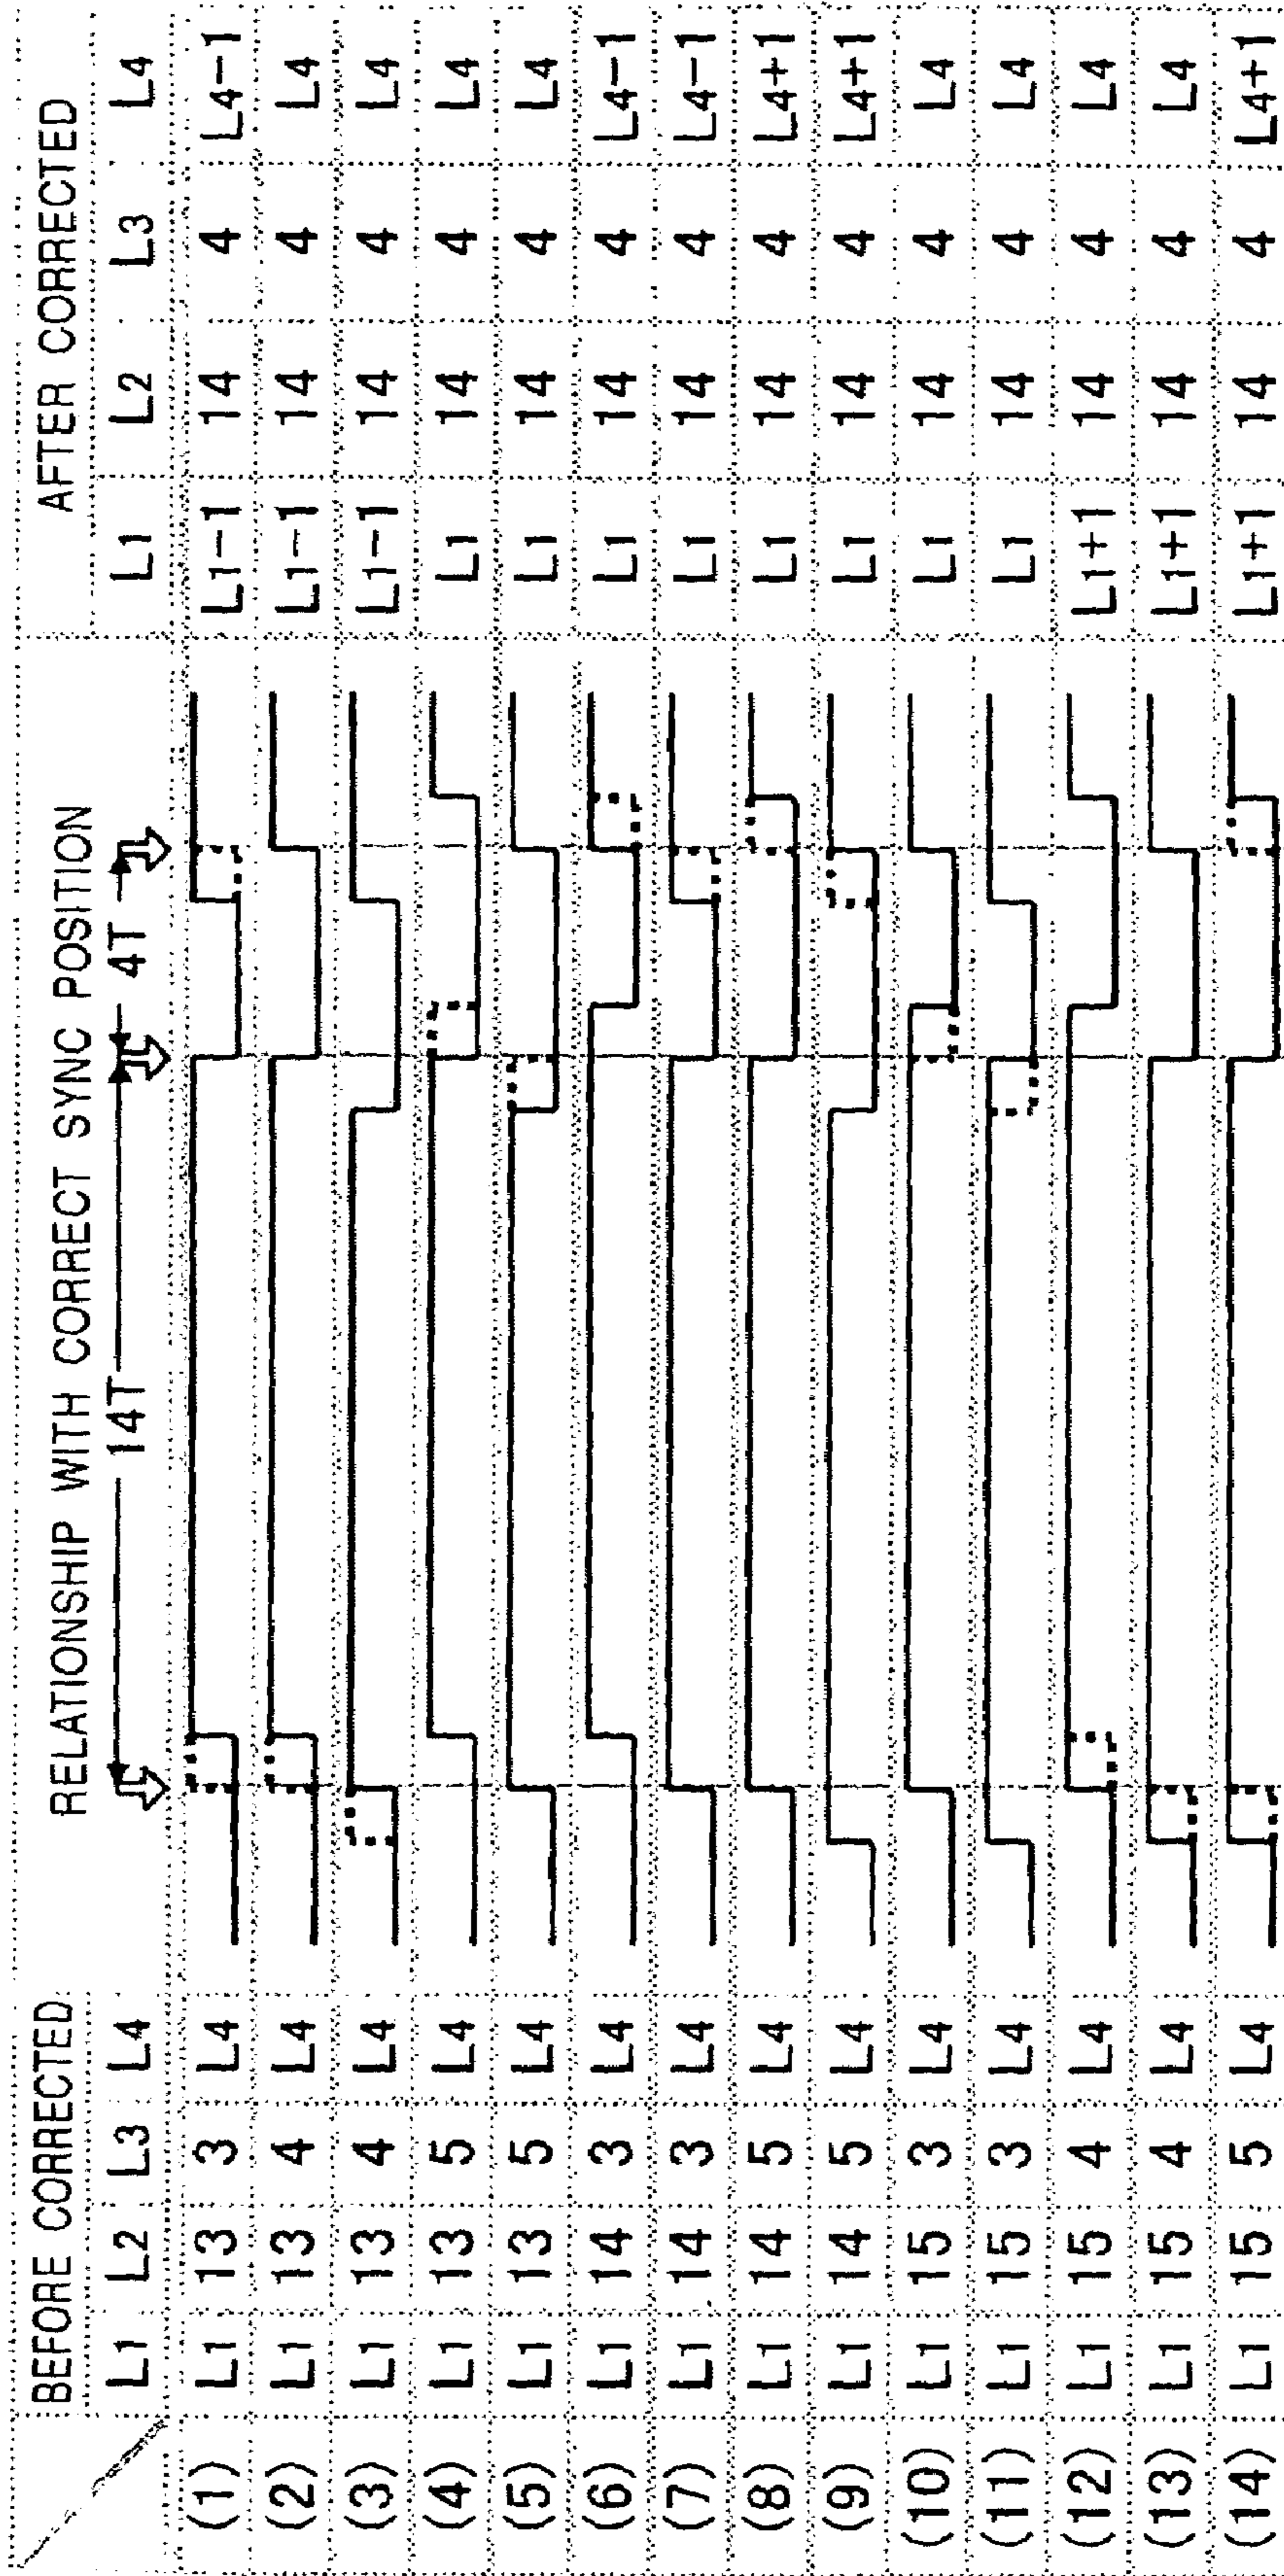 BEFORE CORRECTED RELATIONSHIP WITH CORRECT SYNC POSITION AFTER CORRECTED
L1 L2 L3 L4 14T 4T L1 L2 L3 L4
(1) L1 13 3 L4 L1-1 14 4 L4-1
(2) L1 13 4 L4 L1-1 14 4 L4
(3) L1 13 4 L4 L1-1 14 4 L4
(4) L1 13 5 L4 L1 14 4 L4
(5) L1 13 5 L4 L1 14 4 L4
(6) L1 14 3 L4 L1 14 4 L4-1
(7) L1 14 3 L4 L1 14 4 L4-1
(8) L1 14 5 L4 L1 14 4 L4+1
(9) L1 14 5 L4 L1 14 4 L4+1
(10) L1 15 3 L4 L1 14 4 L4
(11) L1 15 3 L4 L1 14 4 L4
(12) L1 15 4 L4 L1+1 14 4 L4
(13) L1 15 4 L4 L1+1 14 4 L4
(14) L1 15 5 L4 L1+1 14 4 L4+1